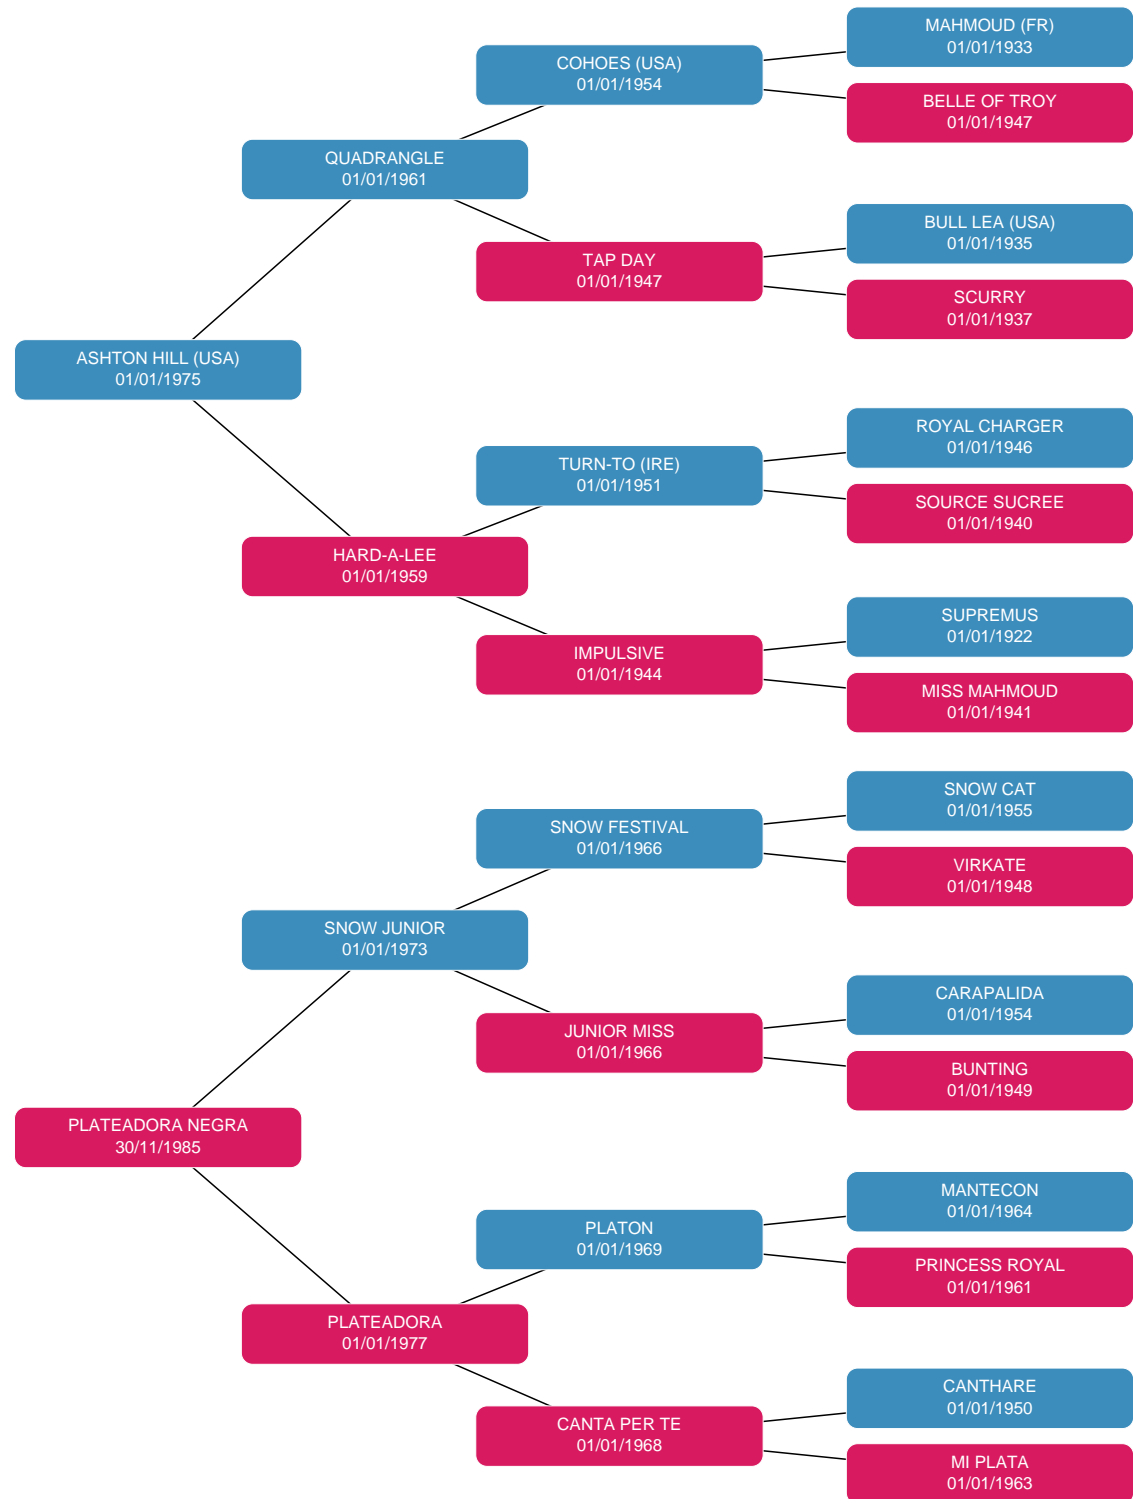 MAHMOUD (FR)
01/01/1933
COHOES (USA)
01/01/1954
BELLE OF TROY
01/01/1947
QUADRANGLE
01/01/1961
BULL LEA (USA)
01/01/1935
TAP DAY
01/01/1947
SCURRY
01/01/1937
ASHTON HILL (USA)
01/01/1975
ROYAL CHARGER
01/01/1946
TURN-TO (IRE)
01/01/1951
SOURCE SUCREE
01/01/1940
HARD-A-LEE
01/01/1959
SUPREMUS
01/01/1922
IMPULSIVE
01/01/1944
MISS MAHMOUD
01/01/1941
SNOW CAT
01/01/1955
SNOW FESTIVAL
01/01/1966
VIRKATE
01/01/1948
SNOW JUNIOR
01/01/1973
CARAPALIDA
01/01/1954
JUNIOR MISS
01/01/1966
BUNTING
01/01/1949
PLATEADORA NEGRA
30/11/1985
MANTECON
01/01/1964
PLATON
01/01/1969
PRINCESS ROYAL
01/01/1961
PLATEADORA
01/01/1977
CANTHARE
01/01/1950
CANTA PER TE
01/01/1968
MI PLATA
01/01/1963